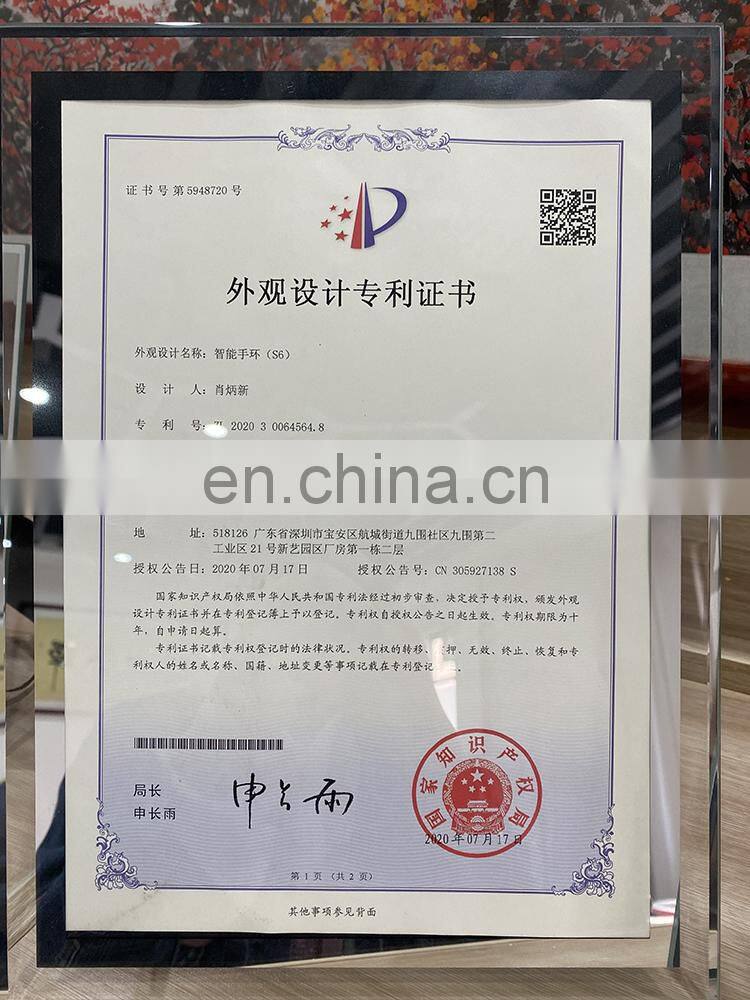 证书号第5948720号
外观设计专利证书
外观设计名称：智能手环（S6）
设 计 人：肖炳新
专 利 号：ZL 2020 3 0064564.8
en.china.cn
地 址：518126 广东省深圳市宝安区航城街道九围社区九围第二
工业区21号新艺园区厂房第一栋二层
授权公告日：2020年07月17日 授权公告号：CN 305927138 S
国家知识产权局依照中华人民共和国专利法经过初步审查，决定授予专利权，颁发外观
设计专利证书并在专利登记簿上予以登记。专利权自授权公告之日起生效。专利权期限为十
年，自申请日起算。
专利证书记载专利权登记时的法律状况。专利权的转移、押、无效、终止、恢复和专
利权人的姓名或名称、国籍、地址变更等事项记载在专利登记上。
局长
申长雨
申长雨
国家知识产权局
2020年07月17日
第1页（共2页）
其他事项参见背面